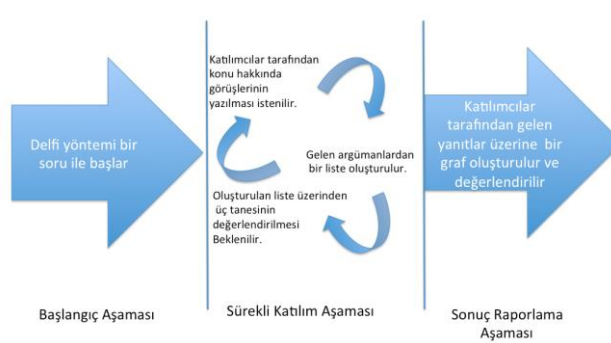 Delfi yöntemi bir
soru ile başlar
Başlangıç Aşaması
Katılımcılar tarafından
konu hakkında
görüşlerinin
yazılması istenilir.
Gelen argümanlardan
bir liste oluşturulur.
Oluşturulan liste üzerinden
üç tanesinin
değerlendirilmesi
Beklenilir.
Sürekli Katılım Aşaması
Katılımcılar
tarafından gelen
yanıtlar üzerine bir
graf oluşturulur ve
değerlendirilir
Sonuç Raporlama
Aşaması